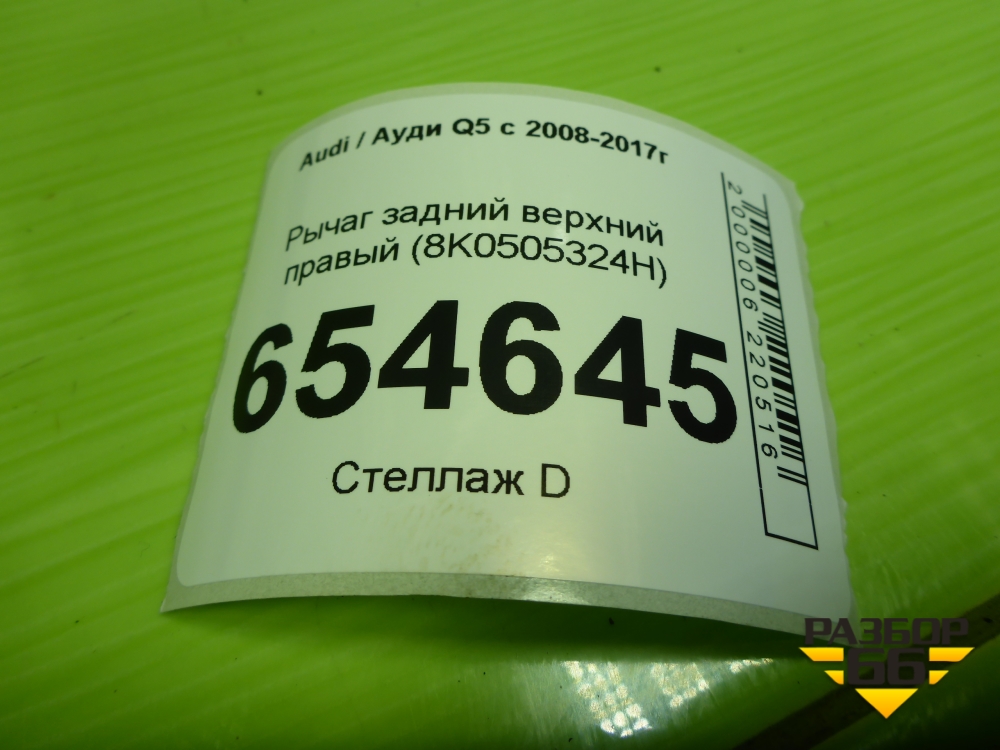 Audi / Ауди Q5 с 2008-2017г
Рычаг задний верхний
правый (8K0505324H)
654645
Стеллаж D
2000006220516
РАЗБОР
66